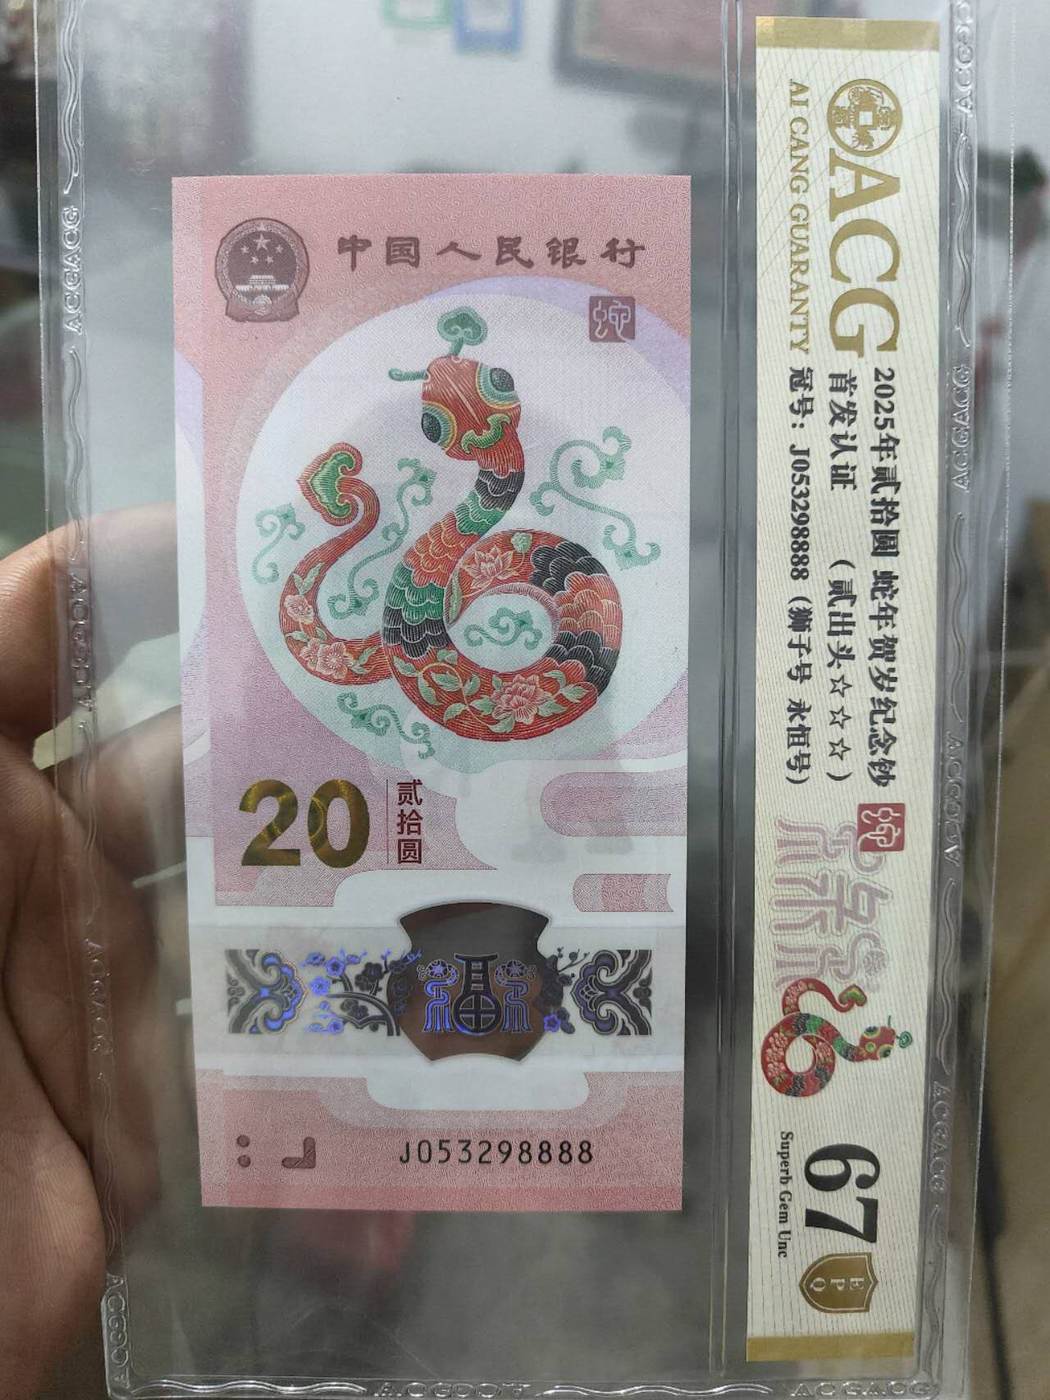 中国人民银行
蛇
20
贰拾圆
J053298888
ACG
AI CANG GUARANTY
2025年贰拾圆 蛇年贺岁纪念钞
首发认证 （贰出头☆☆☆）
冠号：J053298888（狮子号 永恒号）
蛇
67
Superb Gem Unc
EPQ